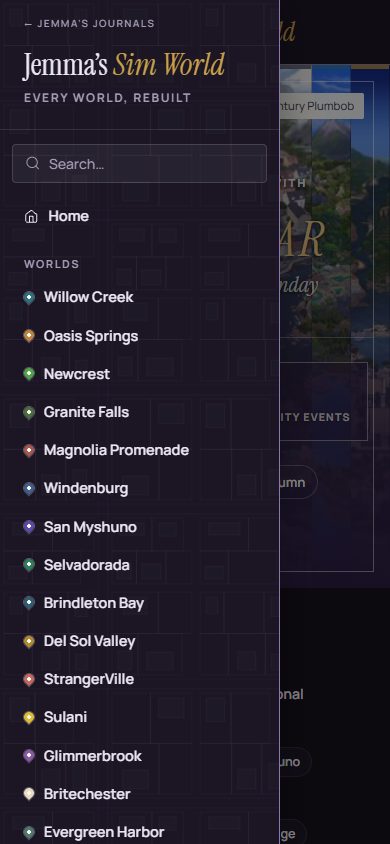 ← JEMMA'S JOURNALS
Jemma's Sim World
EVERY WORLD, REBUILT
Search...
Home
WORLDS
Willow Creek
Oasis Springs
Newcrest
Granite Falls
Magnolia Promenade
Windenburg
San Myshuno
Selvadorada
Brindleton Bay
Del Sol Valley
StrangerVille
Sulani
Glimmerbrook
Britechester
Evergreen Harbor
Plumbob